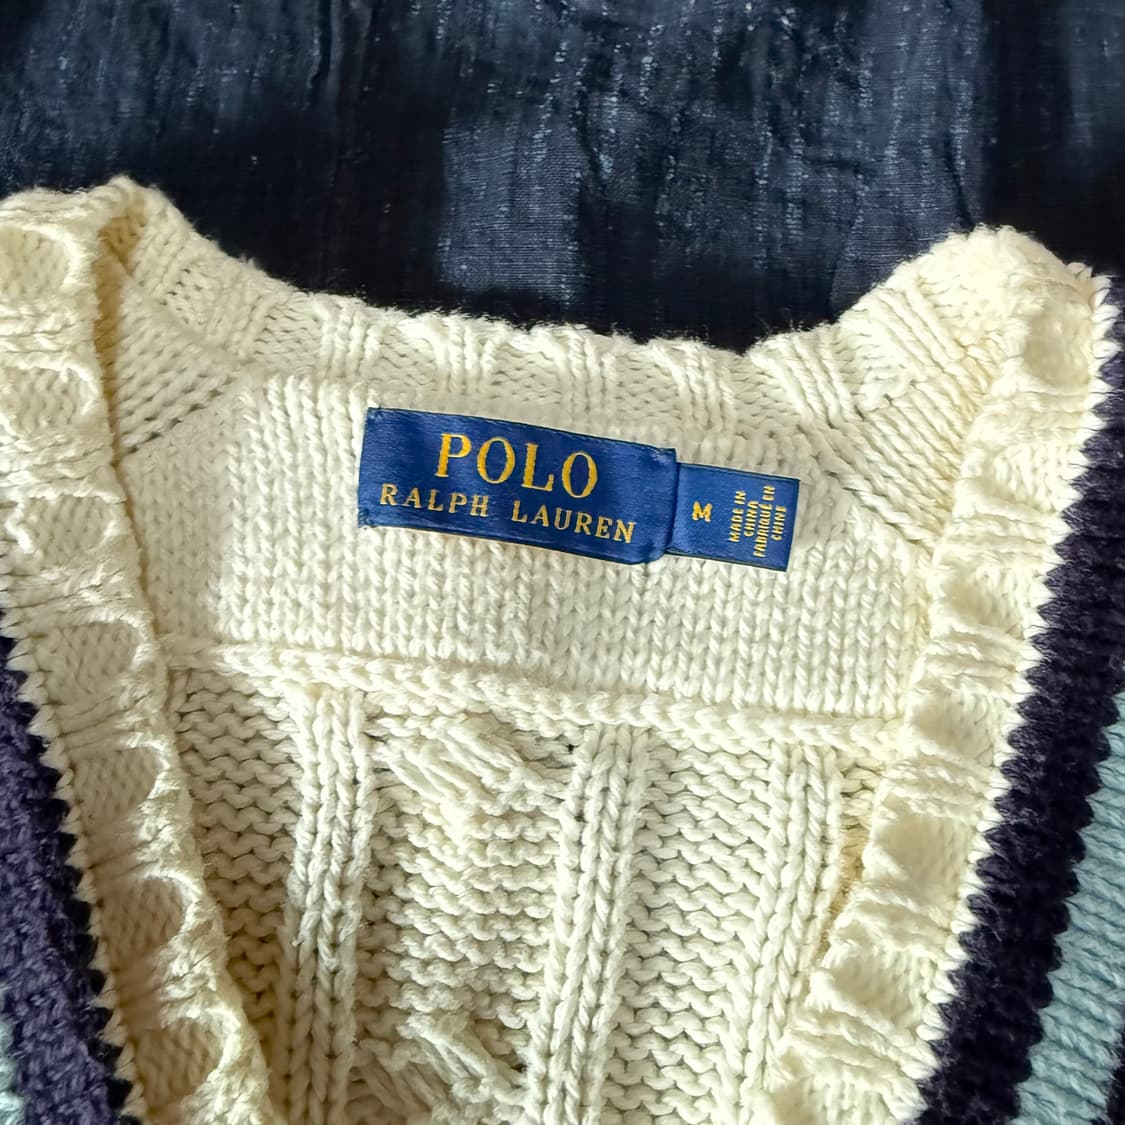 POLO
RALPH LAUREN
M
MADE IN
CHINA
FABRIQUÉ EN
CHINE